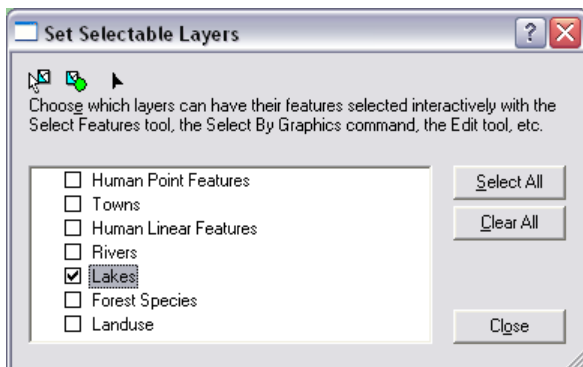 Set Selectable Layers
?
Choose which layers can have their features selected interactively with the
Select Features tool, the Select By Graphics command, the Edit tool, etc.
Human Point Features
Towns
Human Linear Features
Rivers
Lakes
Forest Species
Landuse
Select All
Clear All
Close